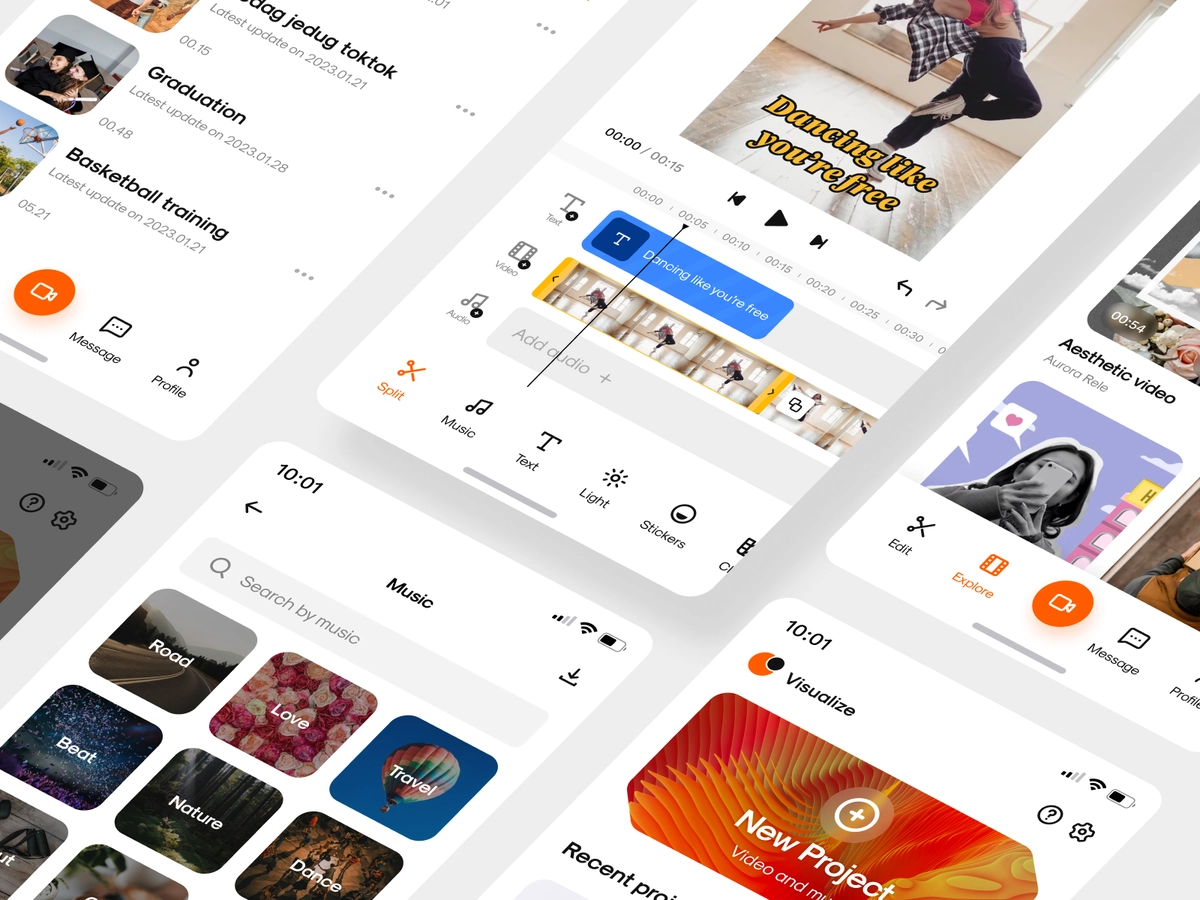 jedug toktok
Latest update on 2023.01.21
00.15
Graduation
Latest update on 2023.01.28
00.48
Basketball training
Latest update on 2023.01.21
05.21
Message
Profile
Dancing like
you're free
00:00 / 00:15
00:00
00:05
00:10
00:15
00:20
00:25
00:30
Text
T
Dancing like you're free
Video
Audio
Add audio +
Split
Music
Text
Light
Stickers
00:54
Aesthetic video
Aurora Rele
H
Edit
Explore
Message
Profile
10:01
Music
Search by music
Road
Love
Travel
Beat
Nature
Dance
10:01
Visualize
New Project
Video and
Recent